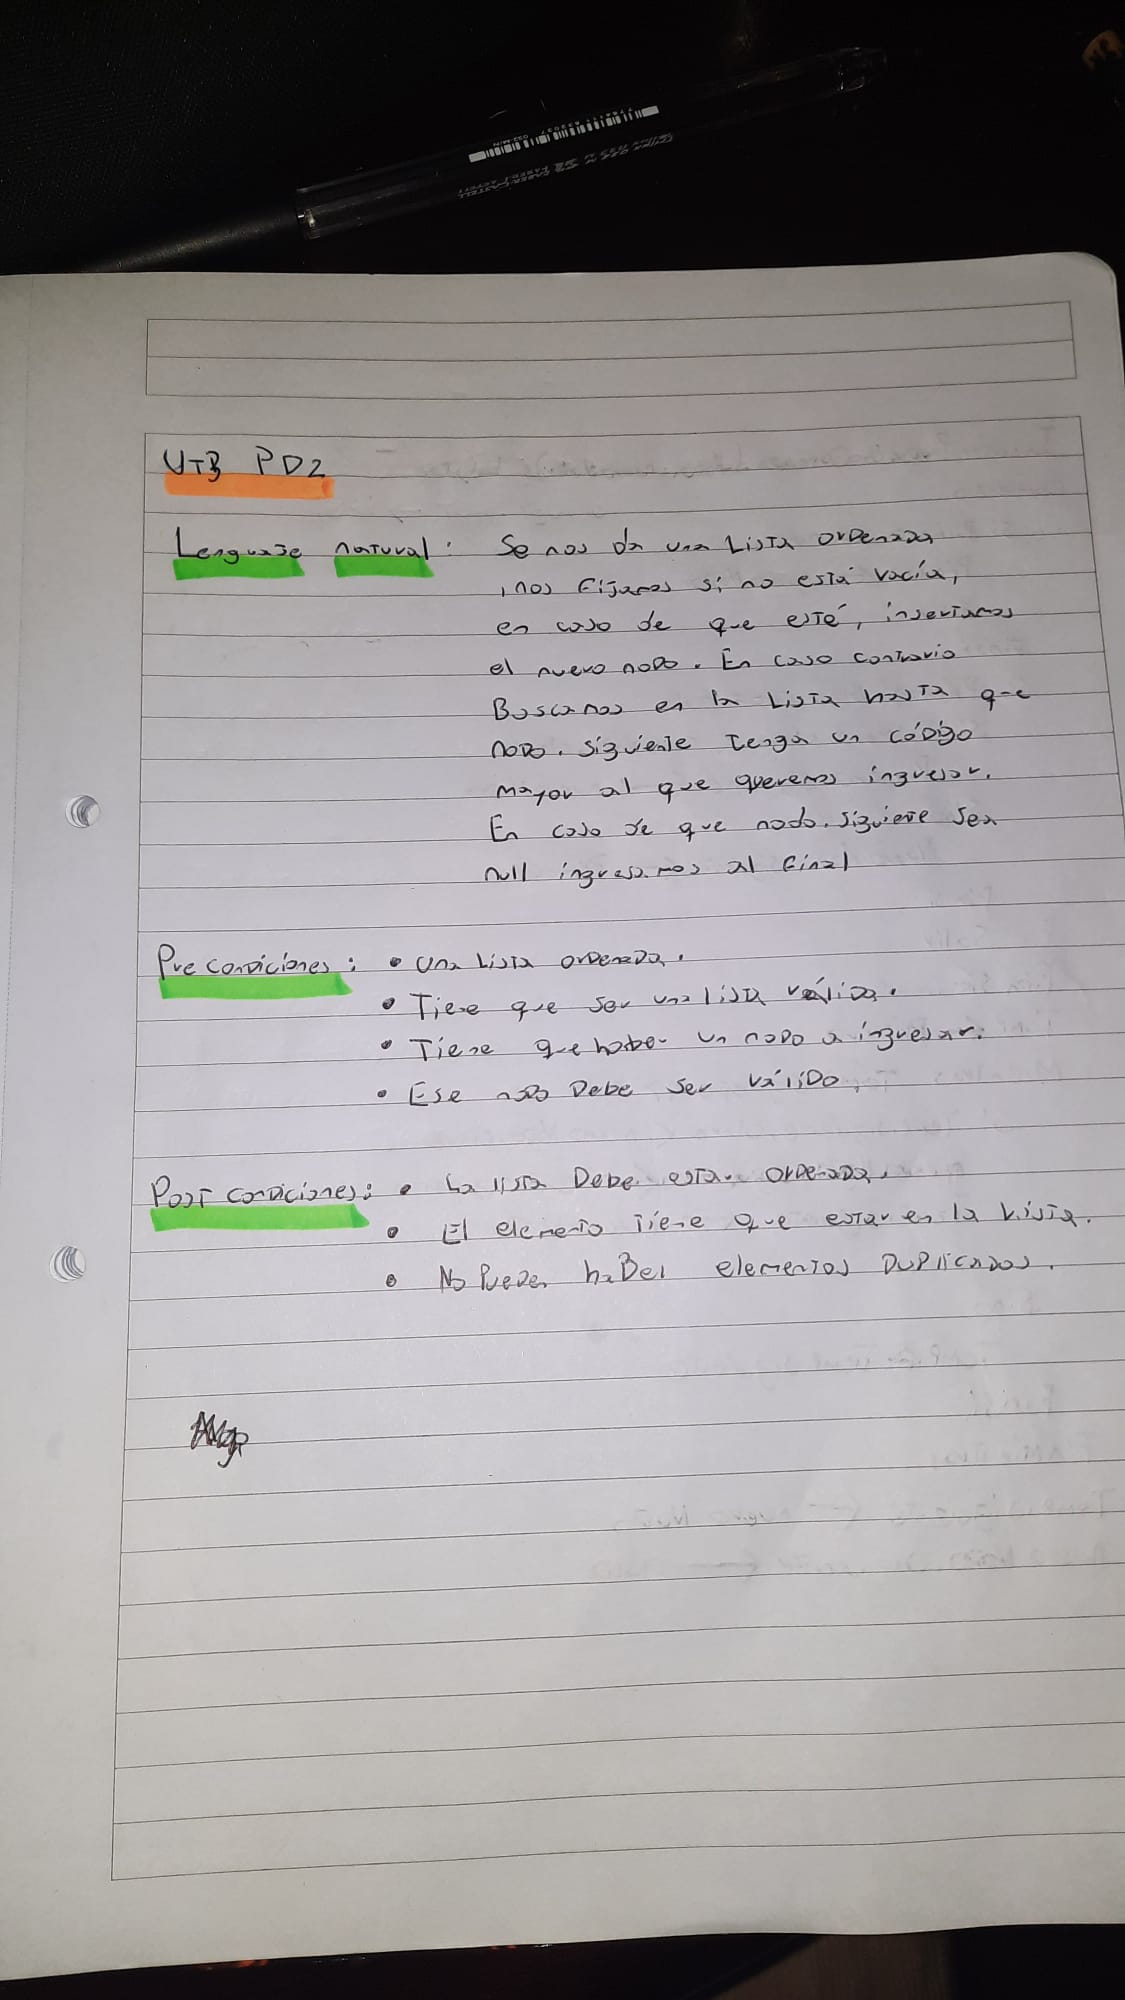 UT3 PD2
Lenguaje natural: Se nos da una Lista ordenada
, nos fijamos si no está vacía,
en caso de que esté, insertamos
el nuevo nodo. En caso contrario
Buscamos en la Lista hasta que
nodo.siguiente tenga un código
mayor al que queremos ingresar.
En caso de que nodo.siguiete sea
null ingresamos al final
Precondiciones: • Una Lista ordenada.
• Tiene que ser una lista válida.
• Tiene que haber un nodo a ingresar.
• Ese nodo Debe ser válido.
Post condiciones: • La lista Debe estar ordenada.
• El elemento Tiene que estar en la Lista.
• No Pueden haber elementos Duplicados.